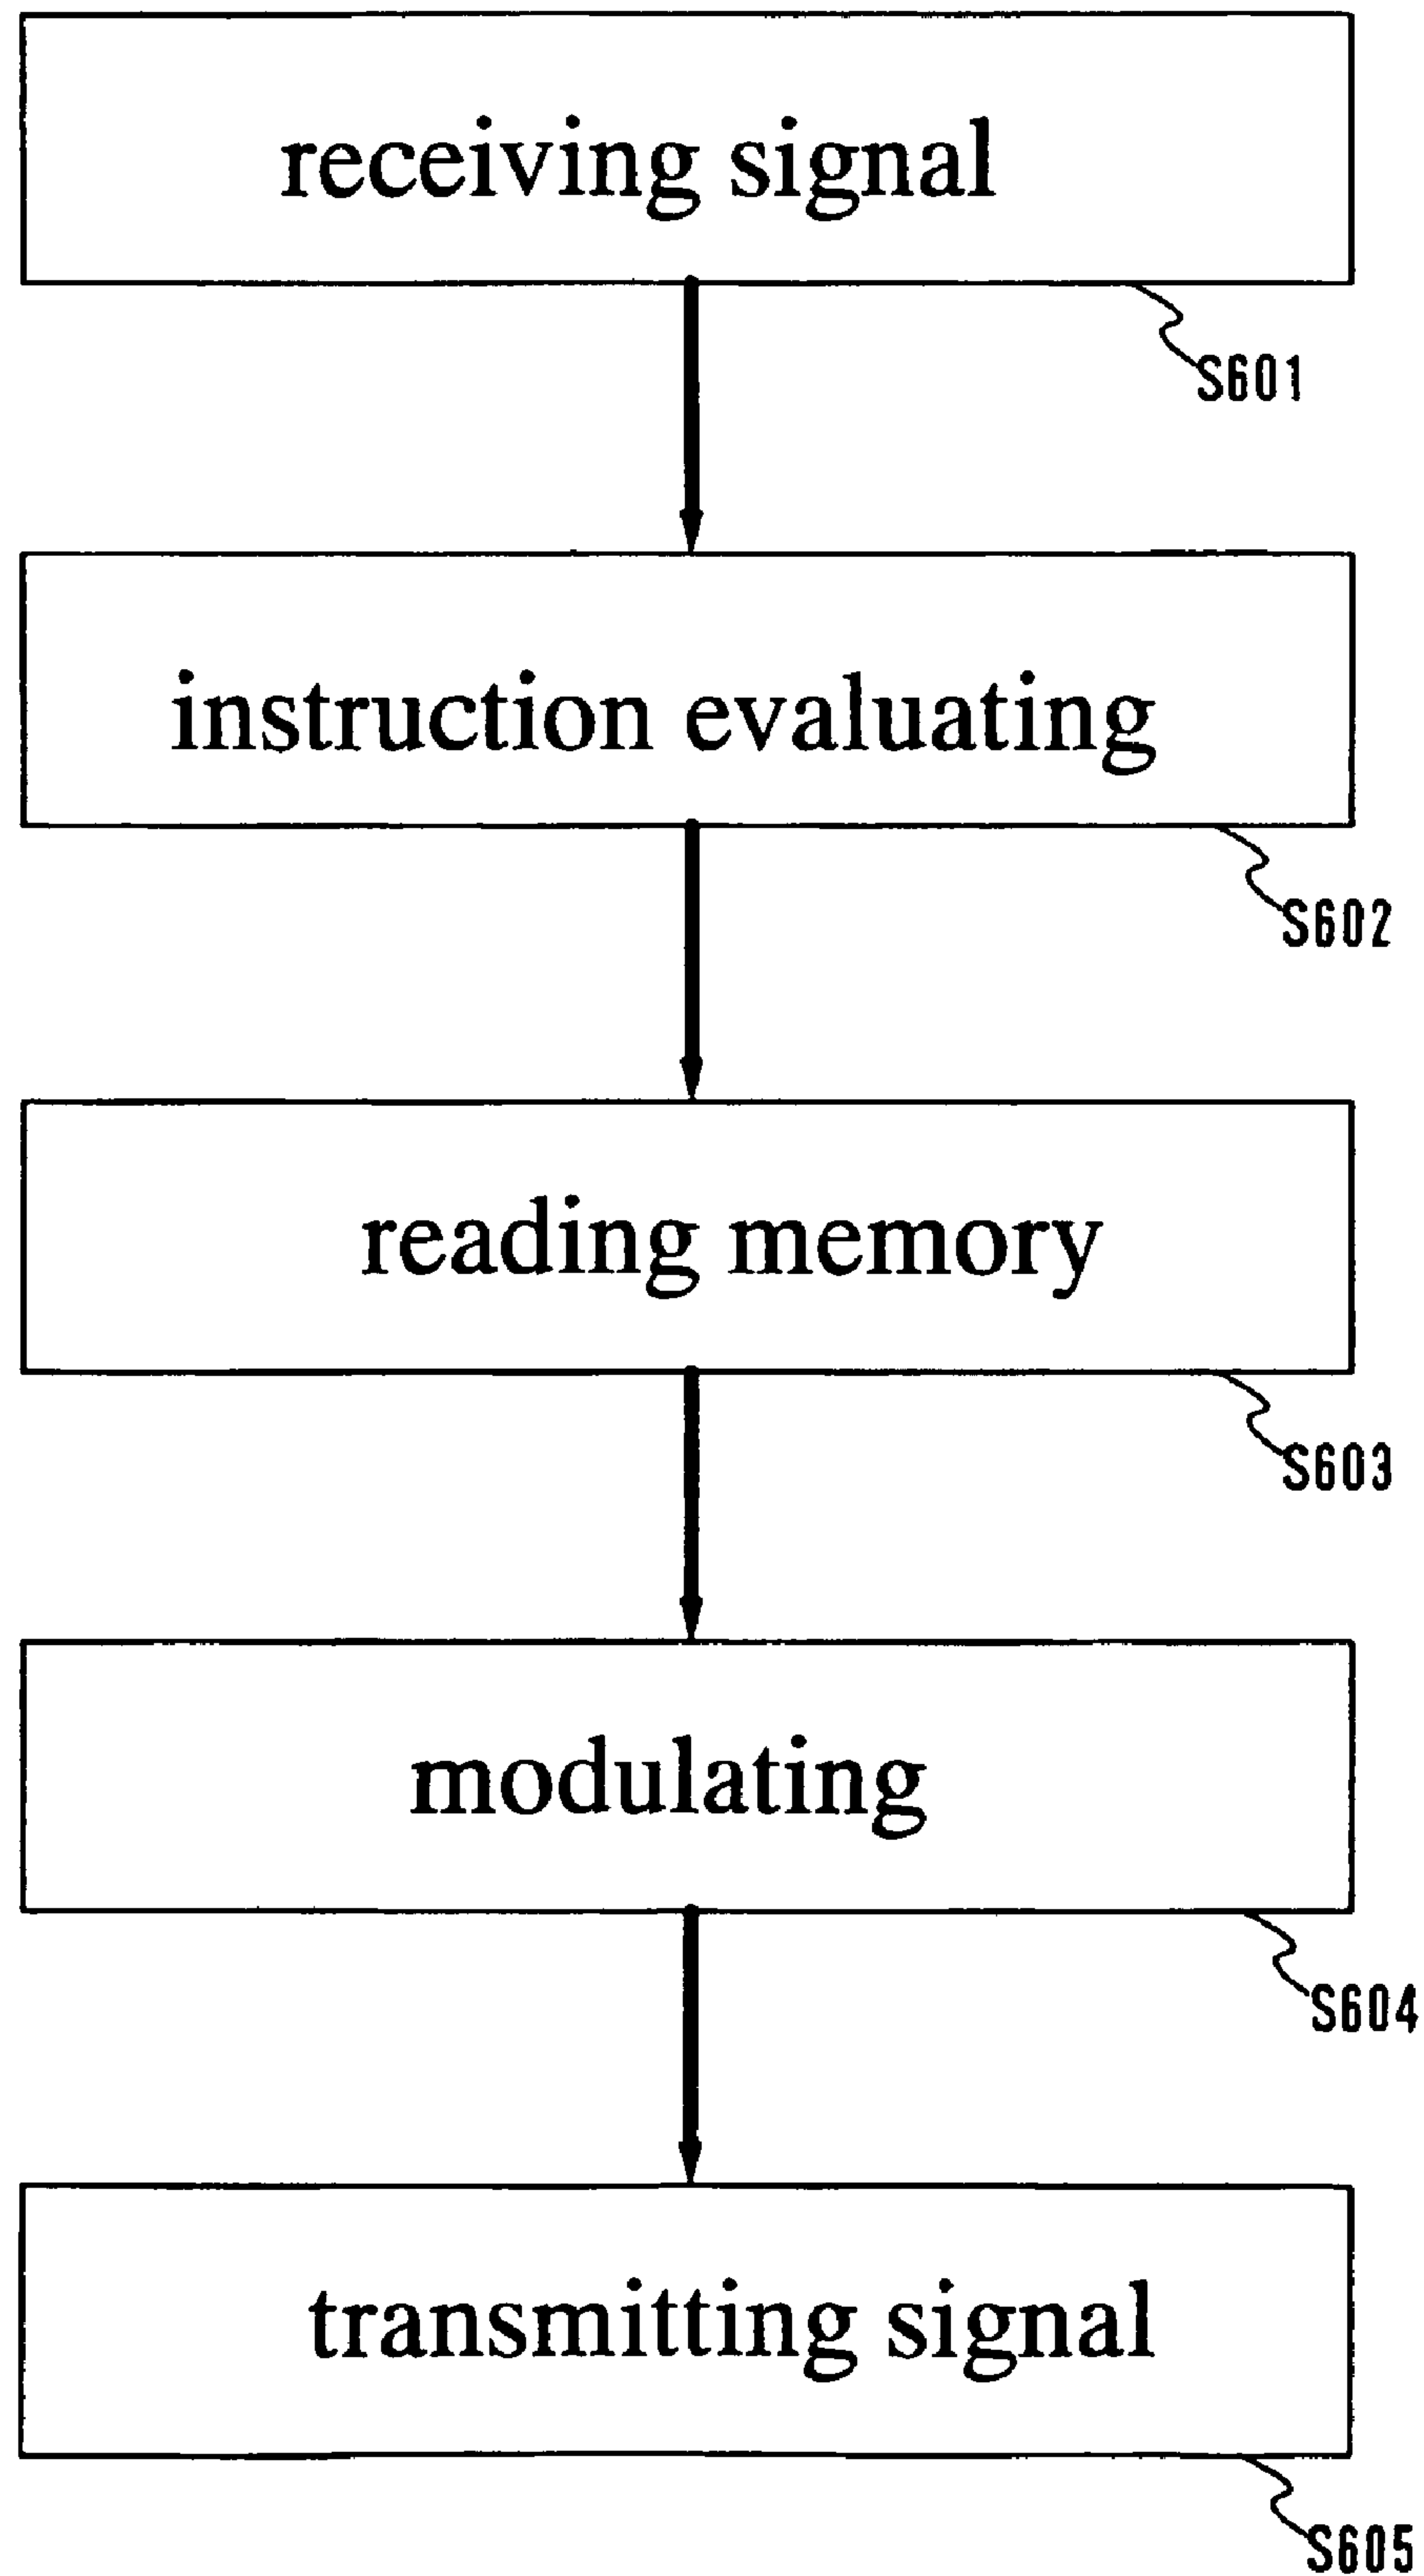 receiving signal
S601
instruction evaluating
S602
reading memory
S603
modulating
S604
transmitting signal
S605